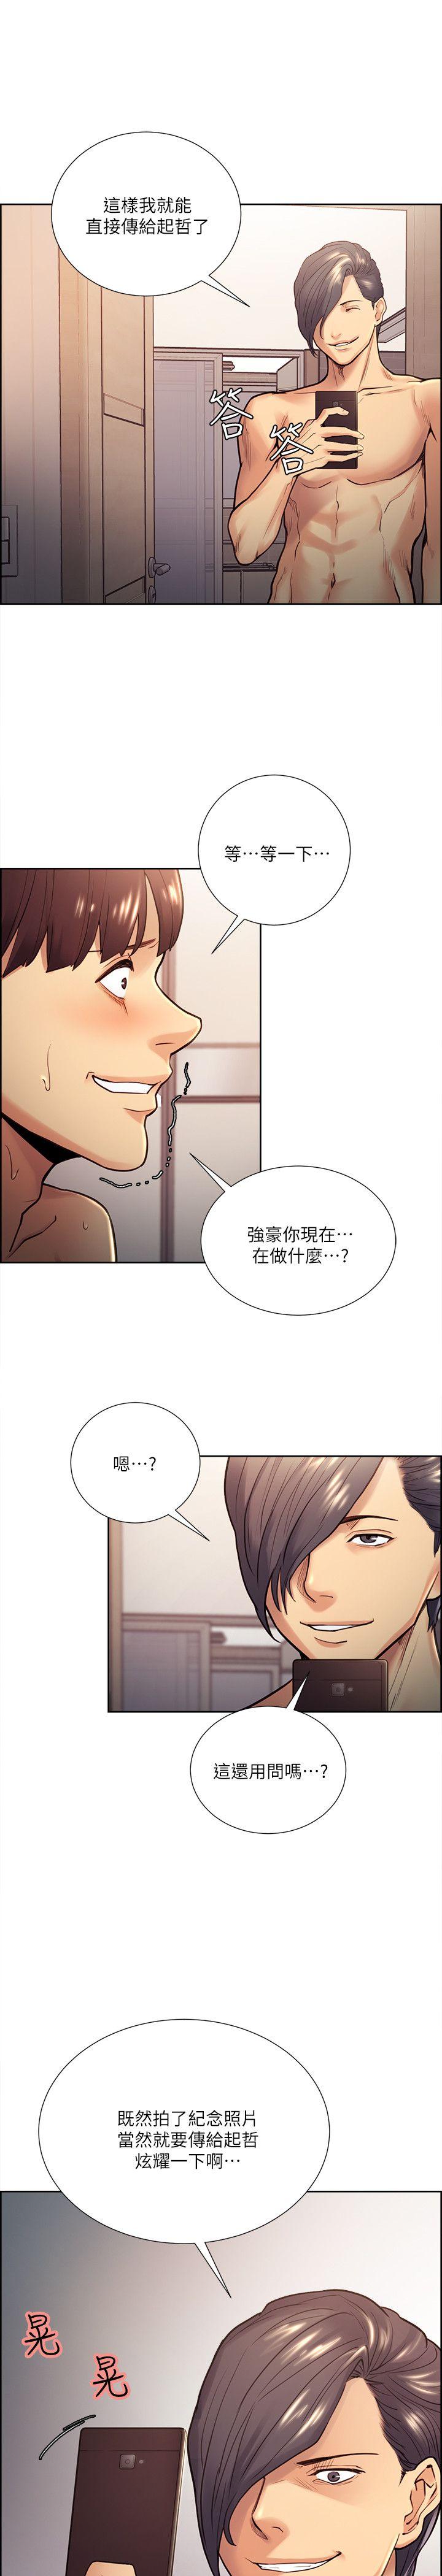 這樣我就能
直接傳給起哲了
答
答
等⋯等一下⋯
強豪你現在⋯
在做什麼⋯?
嗯⋯?
這還用問嗎⋯?
既然拍了紀念照片
當然就要傳給起哲
炫耀一下啊⋯
晃
晃